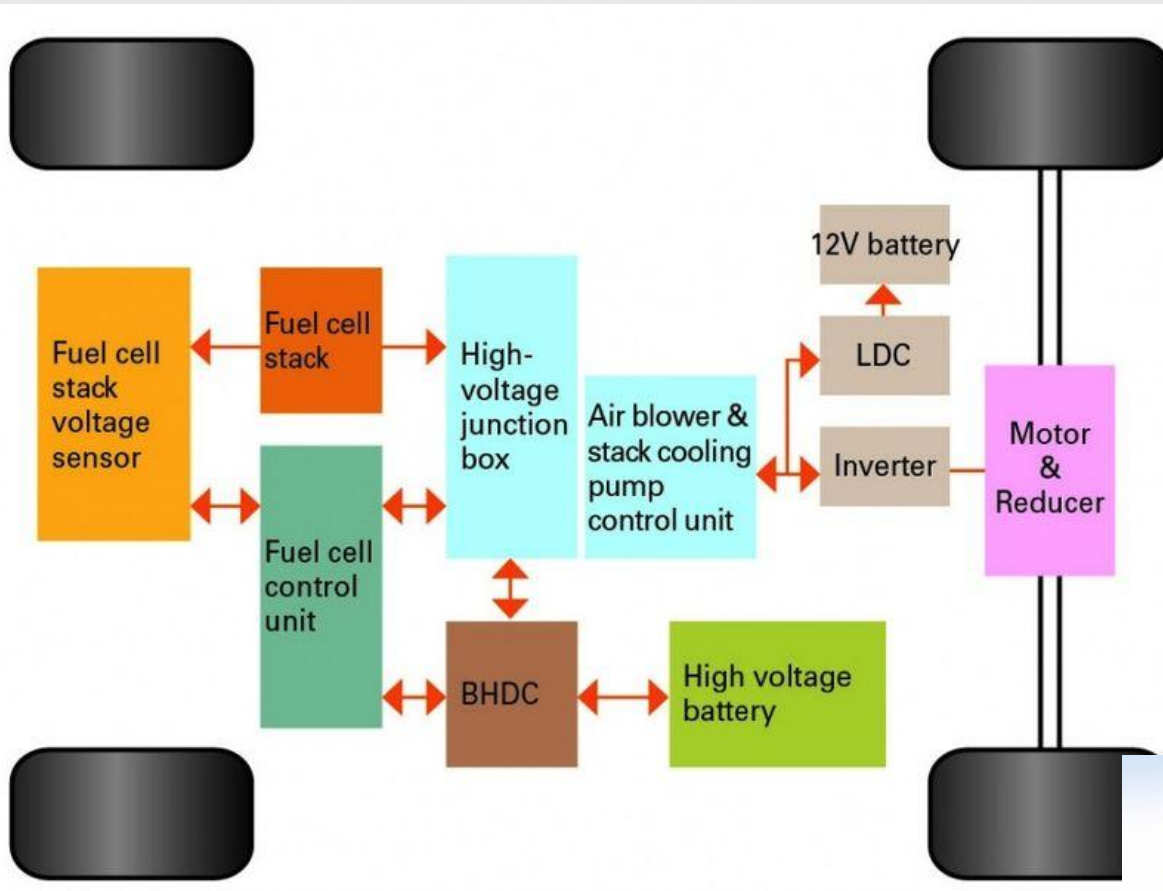 Fuel cell
stack
voltage
sensor
Fuel cell
stack
Fuel cell
control
unit
High-
voltage
junction
box
Air blower &
stack cooling
pump
control unit
12V battery
LDC
Inverter
Motor
&
Reducer
BHDC
High voltage
battery